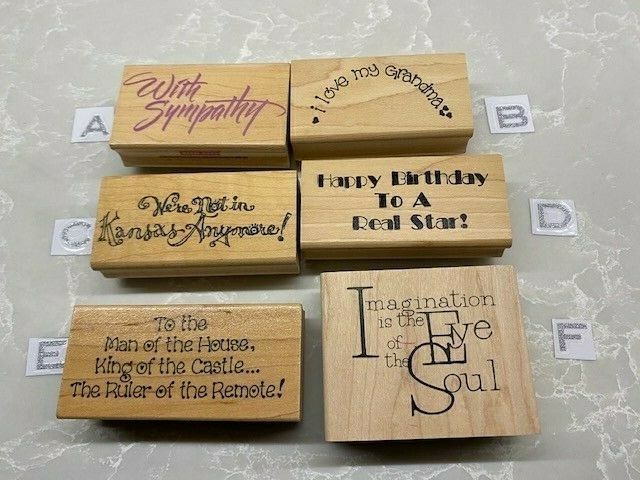 A
With
Sympathy
i love my Grandma
B
C
We're Not in
Kansas Anymore!
Happy Birthday
To A
Real Star!
D
E
To the
Man of the House,
King of the Castle...
The Ruler of the Remote!
Imagination
is the Eye
of
the Soul
F